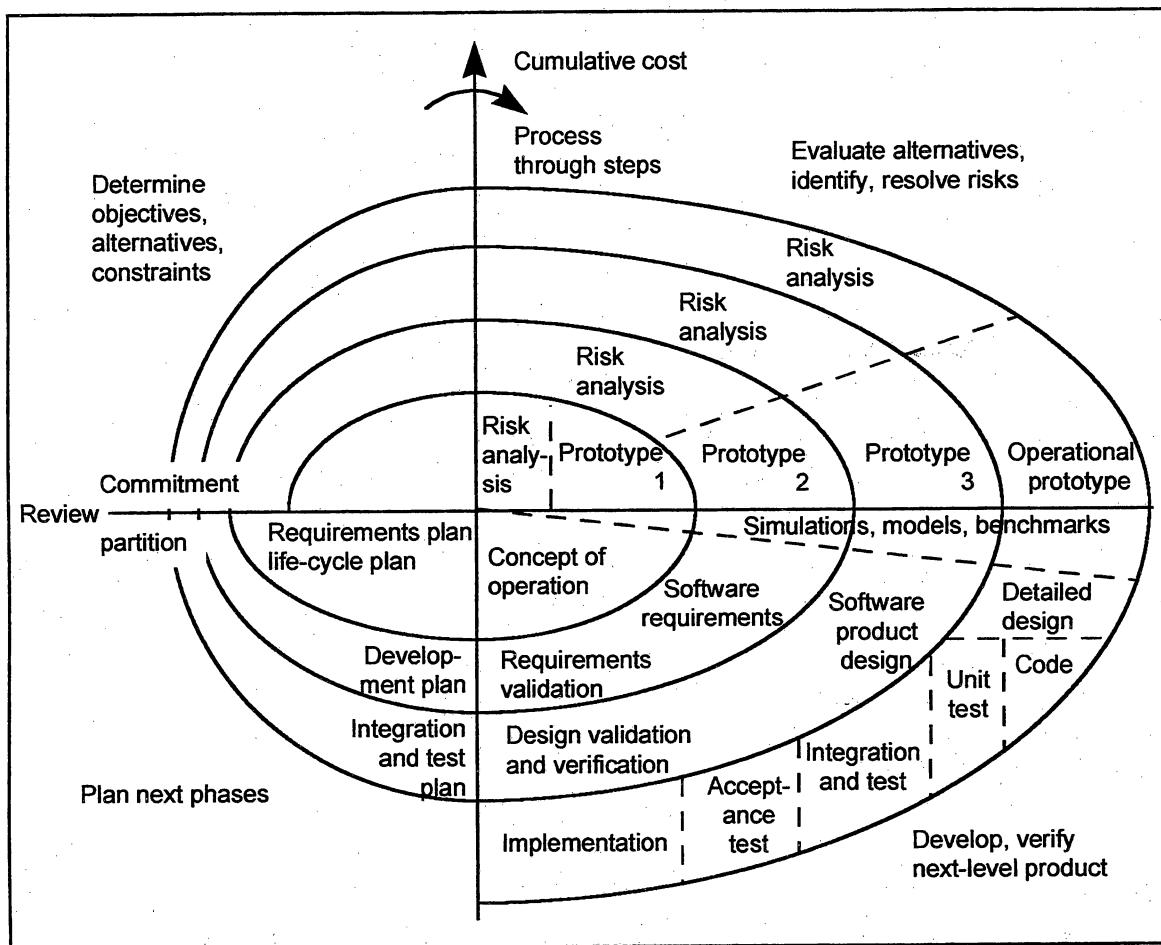 Cumulative cost
Process
through steps
Evaluate alternatives,
identify, resolve risks
Determine
objectives,
alternatives,
constraints
Risk
analysis
Risk
analysis
Risk
analysis
Risk
analy-
sis
Prototype
1
Prototype
2
Prototype
3
Operational
prototype
Commitment
Review
partition
Requirements plan
life-cycle plan
Concept of
operation
Simulations, models, benchmarks
Software
requirements
Software
product
design
Detailed
design
Code
Unit
test
Develop-
ment plan
Requirements
validation
Integration
and test
plan
Design validation
and verification
Integration
and test
Accept-
ance
test
Implementation
Plan next phases
Develop, verify
next-level product